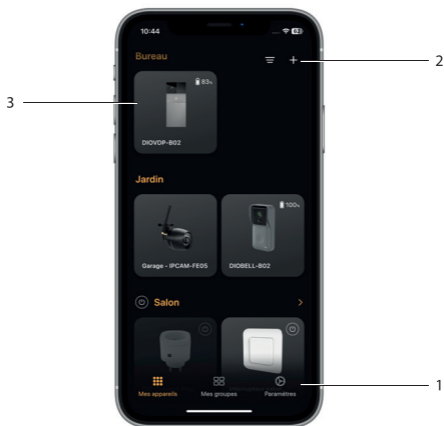 10:44
Bureau
2
3
83%
DIOVDP-B02
Jardin
100%
Garage - IPCAM-FE05
DIOBELL-B02
Salon
1
Mes appareils
Mes groupes
Paramètres